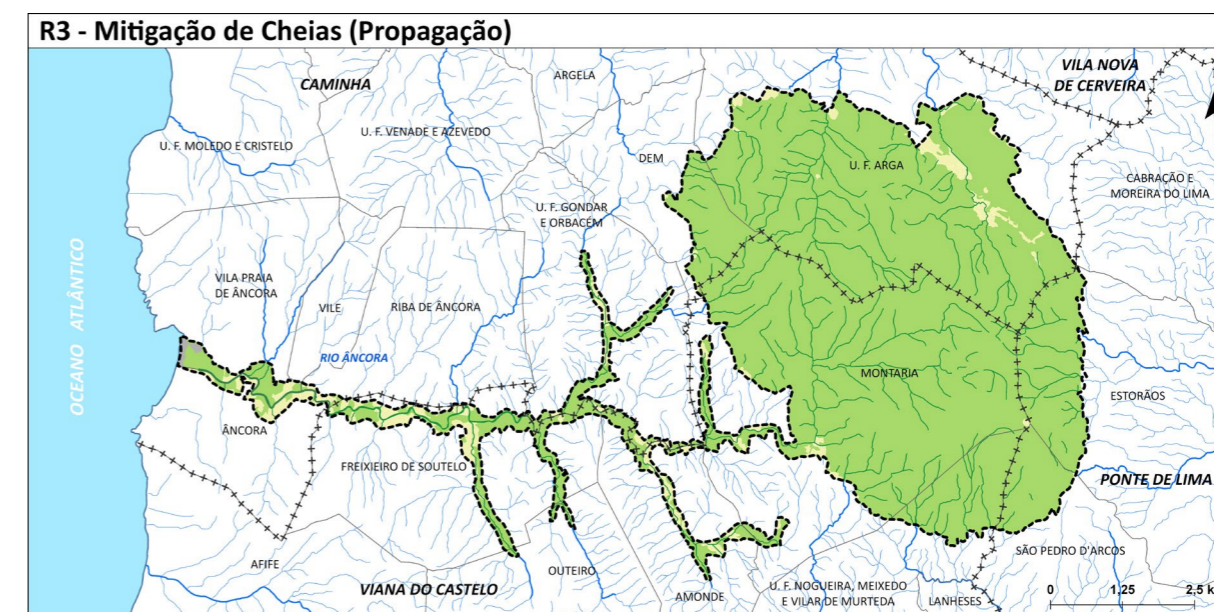 R3 - Mitigação de Cheias (Propagação)
VILA NOVA
DE CERVEIRA
CAMINHA
ARGELA
U. F. VENADE E AZEVEDO
U. F. MOLEDO E CRISTELO
DEM
U. F. ARGA
CABRAÇÃO E
MOREIRA DO LIMA
U. F. GONDAR
E ORBACÉM
OCEANO ATLÂNTICO
VILA PRAIA
DE ÂNCORA
VILE
RIBA DE ÂNCORA
RIO ÂNCORA
MONTARIA
ESTORÃOS
ÂNCORA
FREIXIEIRO DE SOUTELO
PONTE DE LIMA
AFIFE
OUTEIRO
SÃO PEDRO D'ARCOS
VIANA DO CASTELO
AMONDE
U. F. NOGUEIRA, MEIXEDO
E VILAR DE MURTEDA
LANHESES
0 1,25 2,5 k